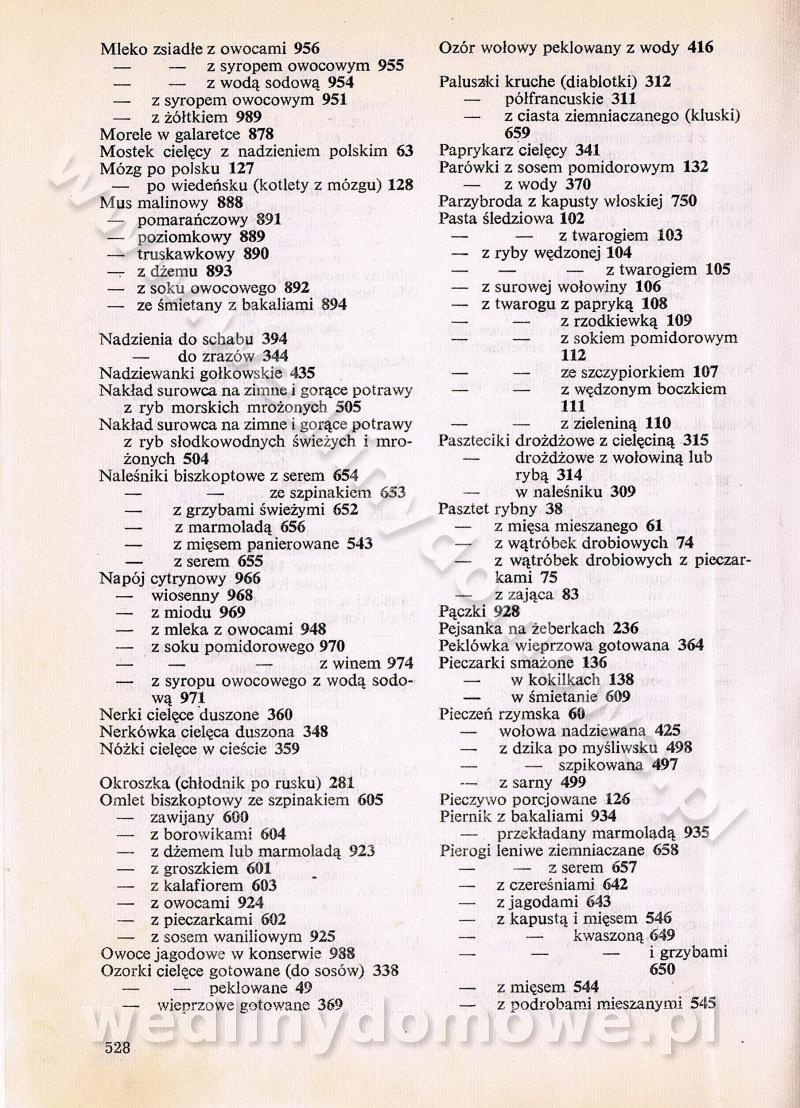 Mleko zsiadłe z owocami 956
— — z syropem owocowym 955
— — z wodą sodową 954
— z syropem owocowym 951
— z żółtkiem 989
Morele w galaretce 878
Mostek cielęcy z nadzieniem polskim 63
Mózg po polsku 127
— po wiedeńsku (kotlety z mózgu) 128
Mus malinowy 888
— pomarańczowy 891
— poziomkowy 889
— truskawkowy 890
— z dżemu 893
— z soku owocowego 892
— ze śmietany z bakaliami 894
Nadzienia do schabu 394
— do zrazów 344
Nadziewanki gołkowskie 435
Nakład surowca na zimne i gorące potrawy
z ryb morskich mrożonych 505
Nakład surowca na zimne i gorące potrawy
z ryb słodkowodnych świeżych i mro-
żonych 504
Naleśniki biszkoptowe z serem 654
— — ze szpinakiem 653
— z grzybami świeżymi 652
— z marmoladą 656
— z mięsem panierowane 543
— z serem 655
Napój cytrynowy 966
— wiosenny 968
— z miodu 969
— z mleka z owocami 948
— z soku pomidorowego 970
— — — z winem 974
— z syropu owocowego z wodą sodo-
wą 971
Nerki cielęce duszone 360
Nerkówka cielęca duszona 348
Nóżki cielęce w cieście 359
Okroszka (chłodnik po rusku) 281
Omlet biszkoptowy ze szpinakiem 605
— zawijany 600
— z borowikami 604
— z dżemem lub marmoladą 923
— z groszkiem 601
— z kalafiorem 603
— z owocami 924
— z pieczarkami 602
— z sosem waniliowym 925
Owoce jagodowe w konserwie 988
Ozorki cielęce gotowane (do sosów) 338
— — peklowane 49
— wieprzowe gotowane 369
Ozór wołowy peklowany z wody 416
Paluszki kruche (diablotki) 312
— półfrancuskie 311
— z ciasta ziemniaczanego (kluski)
659
Paprykarz cielęcy 341
Parówki z sosem pomidorowym 132
— z wody 370
Parzybroda z kapusty włoskiej 750
Pasta śledziowa 102
— — z twarogiem 103
— z ryby wędzonej 104
— — — z twarogiem 105
— z surowej wołowiny 106
— z twarogu z papryką 108
— — z rzodkiewką 109
— — z sokiem pomidorowym
112
— — ze szczypiorkiem 107
— — z wędzonym boczkiem
111
— — z zieleniną 110
Paszteciki drożdżowe z cielęciną 315
— drożdżowe z wołowiną lub
rybą 314
— w naleśniku 309
Pasztet rybny 38
— z mięsa mieszanego 61
— z wątróbek drobiowych 74
— z wątróbek drobiowych z pieczar-
kami 75
— z zająca 83
Pączki 928
Pejsanka na żeberkach 236
Peklówka wieprzowa gotowana 364
Pieczarki smażone 136
— w kokilkach 138
— w śmietanie 609
Pieczeń rzymska 60
— wołowa nadziewana 425
— z dzika po myśliwsku 498
— — szpikowana 497
— z sarny 499
Pieczywo porcjowane 126
Piernik z bakaliami 934
— przekładany marmoladą 935
Pierogi leniwe ziemniaczane 658
— — z serem 657
— z czereśniami 642
— z jagodami 643
— z kapustą i mięsem 546
— — kwaszoną 649
— — — i grzybami
650
— z mięsem 544
— z podrobami mieszanymi 545
528
www.wedlinydomowe.pl
wedlinydomowe.pl